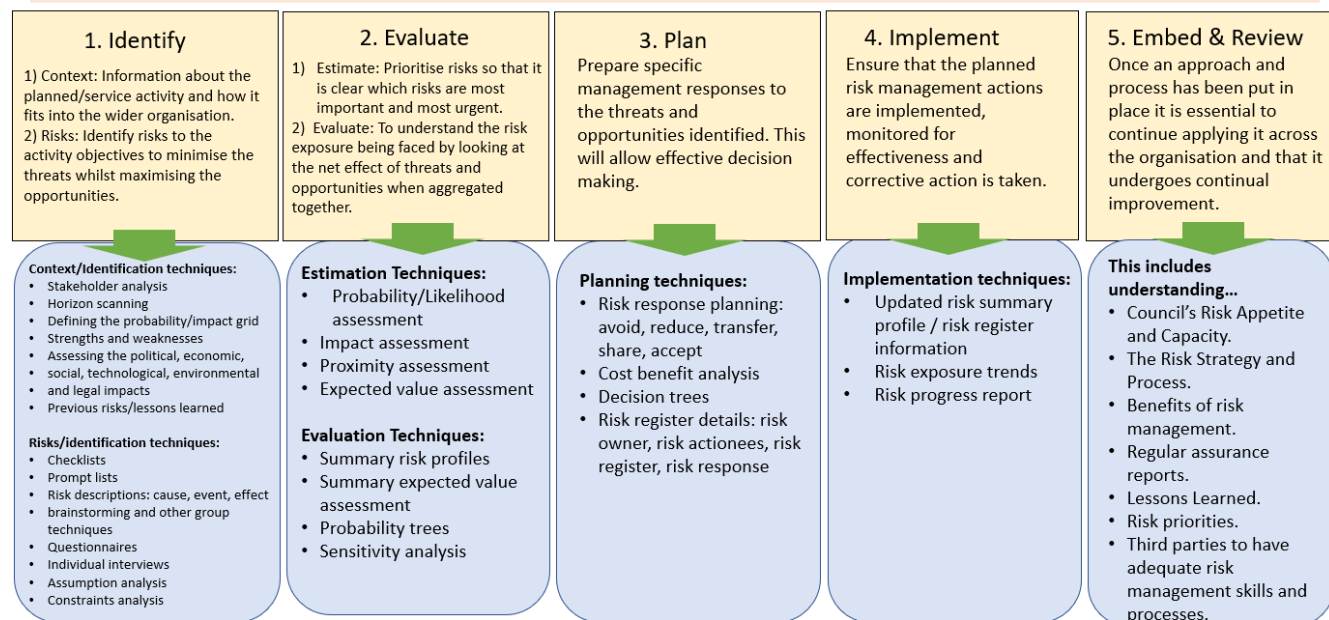 1. Identify
1) Context: Information about the
planned/service activity and how it
fits into the wider organisation.
2) Risks: Identify risks to the
activity objectives to minimise the
threats whilst maximising the
opportunities.
Context/Identification techniques:
• Stakeholder analysis
• Horizon scanning
• Defining the probability/impact grid
• Strengths and weaknesses
• Assessing the political, economic,
• social, technological, environmental
• and legal impacts
• Previous risks/lessons learned
Risks/identification techniques:
• Checklists
• Prompt lists
• Risk descriptions: cause, event, effect
• brainstorming and other group
techniques
• Questionnaires
• Individual interviews
• Assumption analysis
• Constraints analysis
2. Evaluate
1) Estimate: Prioritise risks so that it
is clear which risks are most
important and most urgent.
2) Evaluate: To understand the risk
exposure being faced by looking at
the net effect of threats and
opportunities when aggregated
together.
Estimation Techniques:
• Probability/Likelihood
assessment
• Impact assessment
• Proximity assessment
• Expected value assessment
Evaluation Techniques:
• Summary risk profiles
• Summary expected value
assessment
• Probability trees
• Sensitivity analysis
3. Plan
Prepare specific
management responses to
the threats and
opportunities identified. This
will allow effective decision
making.
Planning techniques:
• Risk response planning:
avoid, reduce, transfer,
share, accept
• Cost benefit analysis
• Decision trees
• Risk register details: risk
owner, risk actionees, risk
register, risk response
4. Implement
Ensure that the planned
risk management actions
are implemented,
monitored for
effectiveness and
corrective action is taken.
Implementation techniques:
• Updated risk summary
profile / risk register
information
• Risk exposure trends
• Risk progress report
5. Embed & Review
Once an approach and
process has been put in
place it is essential to
continue applying it across
the organisation and that it
undergoes continual
improvement.
This includes
understanding…
• Council's Risk Appetite
and Capacity.
• The Risk Strategy and
Process.
• Benefits of risk
management.
• Regular assurance
reports.
• Lessons Learned.
• Risk priorities.
• Third parties to have
adequate risk
management skills and
processes.